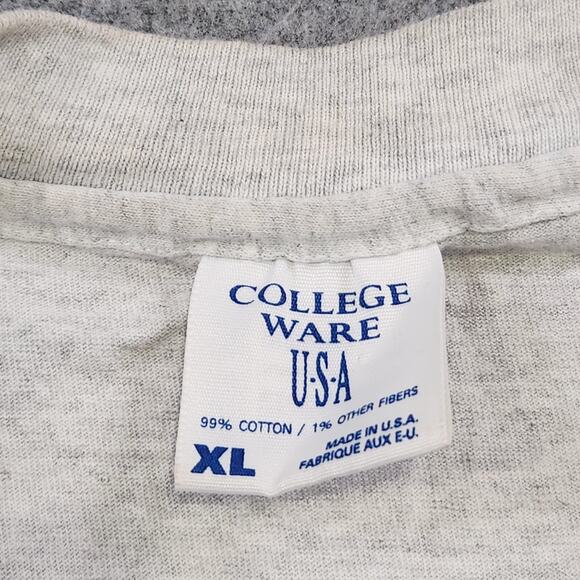 COLLEGE
WARE
U·S·A
99% COTTON / 1% OTHER FIBERS
XL
MADE IN U.S.A.
FABRIQUE AUX E-U.